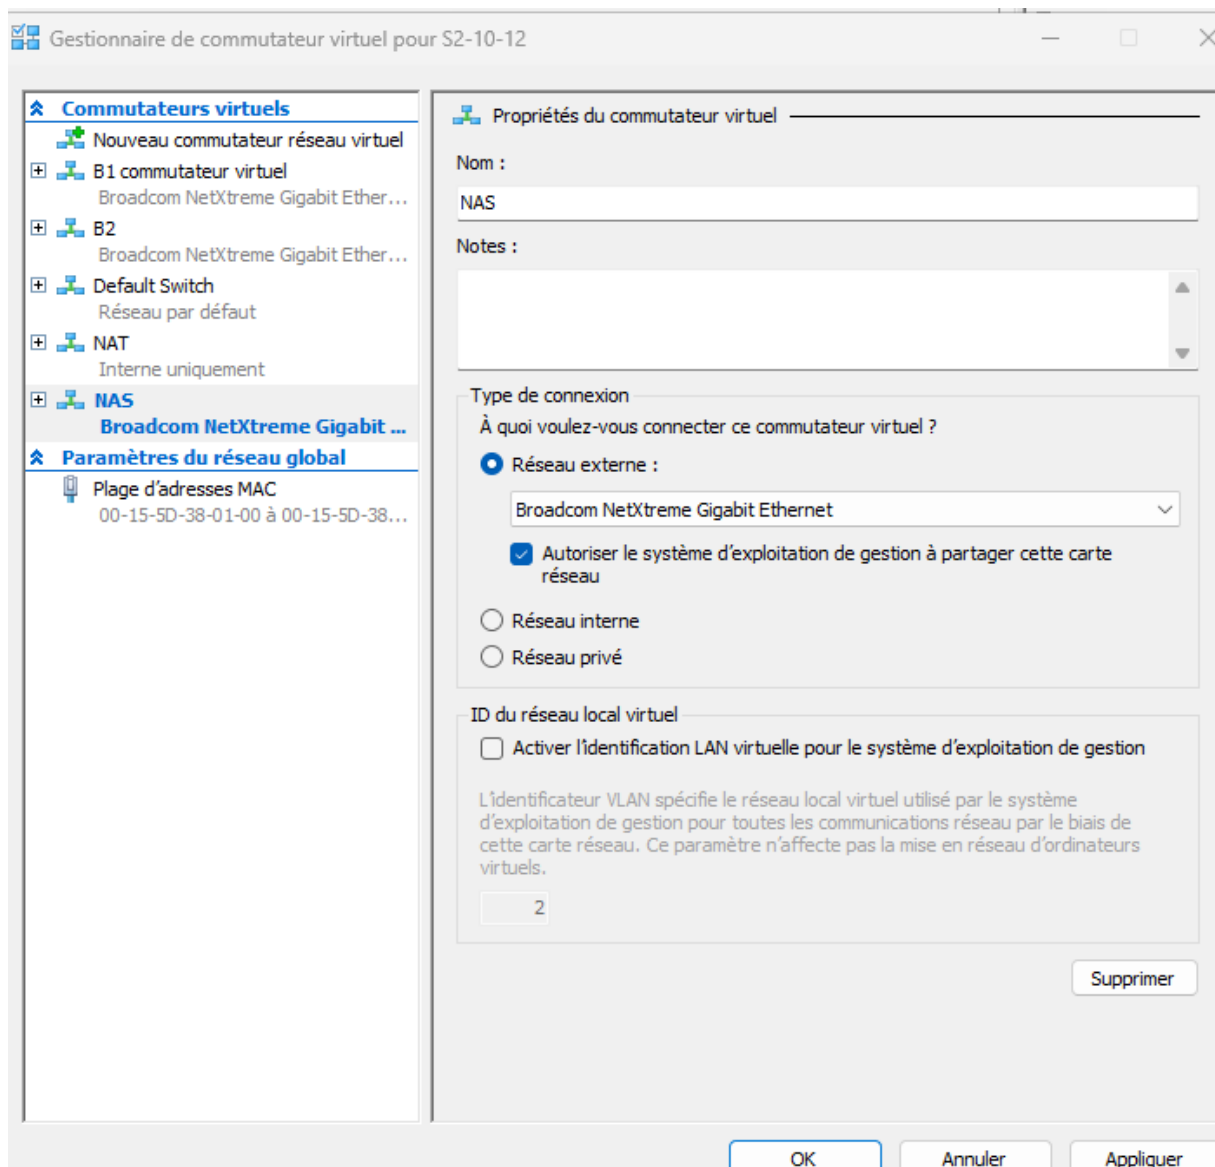 Gestionnaire de commutateur virtuel pour S2-10-12
Commutateurs virtuels
Nouveau commutateur réseau virtuel
B1 commutateur virtuel
Broadcom NetXtreme Gigabit Ether...
B2
Broadcom NetXtreme Gigabit Ether...
Default Switch
Réseau par défaut
NAT
Interne uniquement
NAS
Broadcom NetXtreme Gigabit ...
Paramètres du réseau global
Plage d'adresses MAC
00-15-5D-38-01-00 à 00-15-5D-38...
Propriétés du commutateur virtuel
Nom :
NAS
Notes :
Type de connexion
À quoi voulez-vous connecter ce commutateur virtuel ?
Réseau externe :
Broadcom NetXtreme Gigabit Ethernet
Autoriser le système d'exploitation de gestion à partager cette carte
réseau
Réseau interne
Réseau privé
ID du réseau local virtuel
Activer l'identification LAN virtuelle pour le système d'exploitation de gestion
L'identificateur VLAN spécifie le réseau local virtuel utilisé par le système
d'exploitation de gestion pour toutes les communications réseau par le biais de
cette carte réseau. Ce paramètre n'affecte pas la mise en réseau d'ordinateurs
virtuels.
2
Supprimer
OK
Annuler
Appliquer